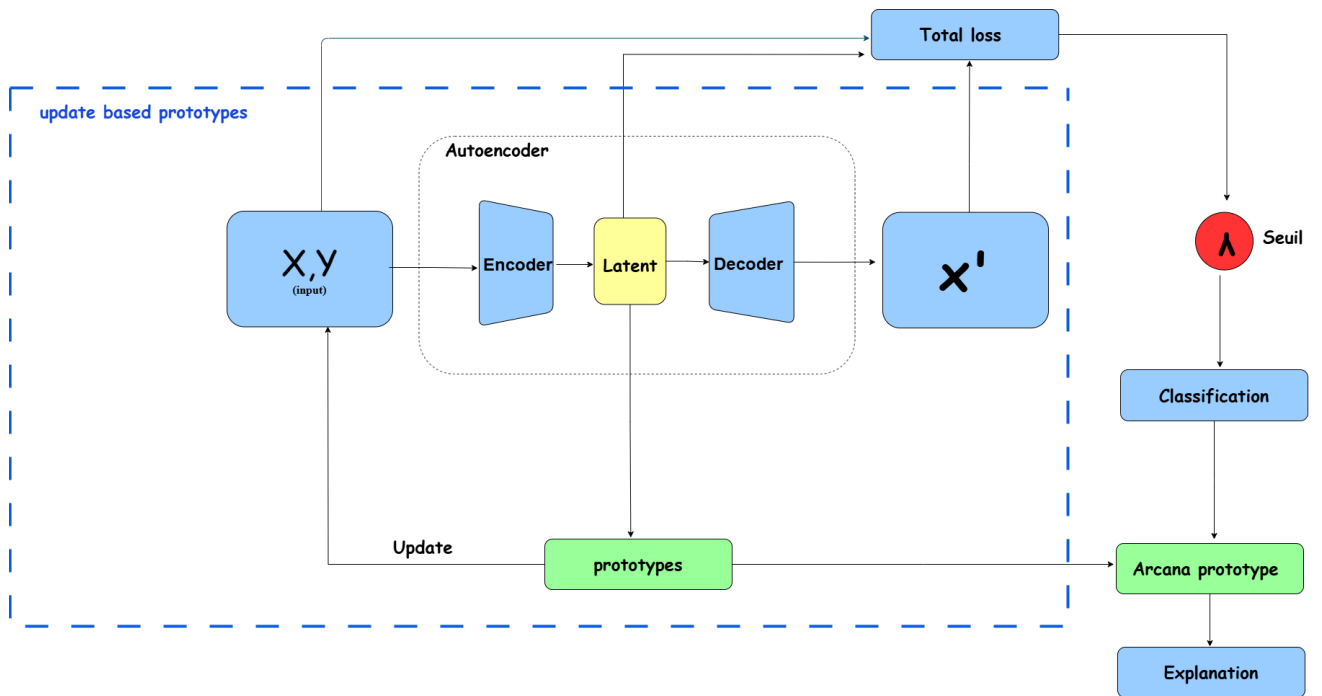 Total loss
update based prototypes
Autoencoder
X,Y
(input)
Encoder
Latent
Decoder
x'
λ
Seuil
Classification
Update
prototypes
Arcana prototype
Explanation